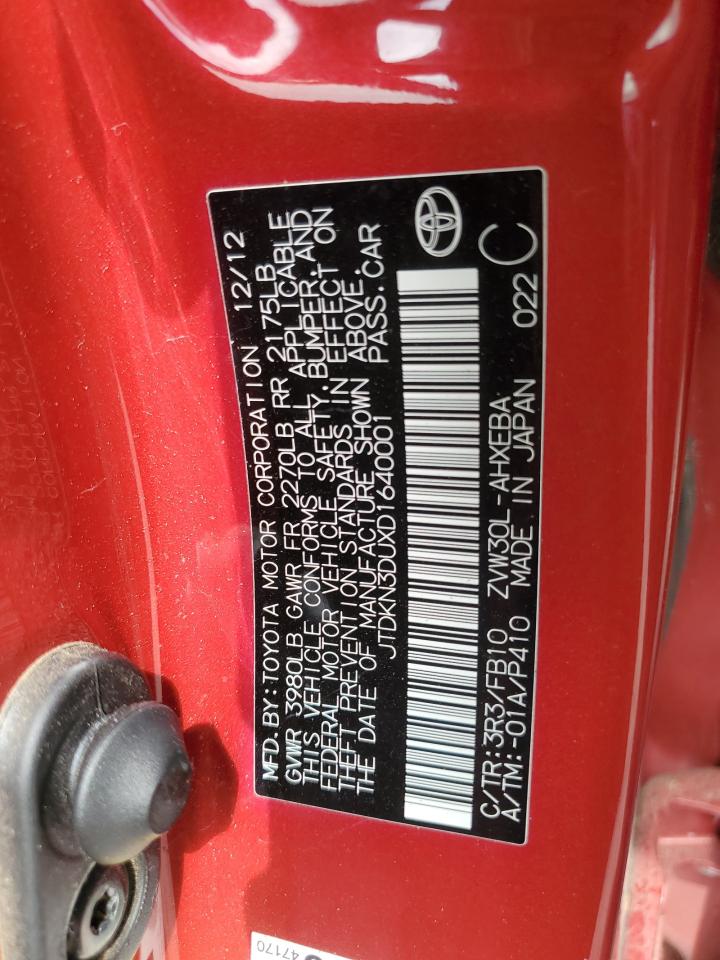 MFD.BY:TOYOTA MOTOR CORPORATION 12/12
GVWR 3980LB GAWR FR 2270LB RR 2175LB
THIS VEHICLE CONFORMS TO ALL APPLICABLE
FEDERAL MOTOR VEHICLE SAFETY,BUMPER,AND
THEFT PREVENTION STANDARDS IN EFFECT ON
THE DATE OF MANUFACTURE SHOWN ABOVE.
JTDKN3DUXD1640001 PASS.CAR
C/TR:3R3/FB10 ZVW30L-AHXEBA 022
A/TM:-01A/P410 MADE IN JAPAN C
47170